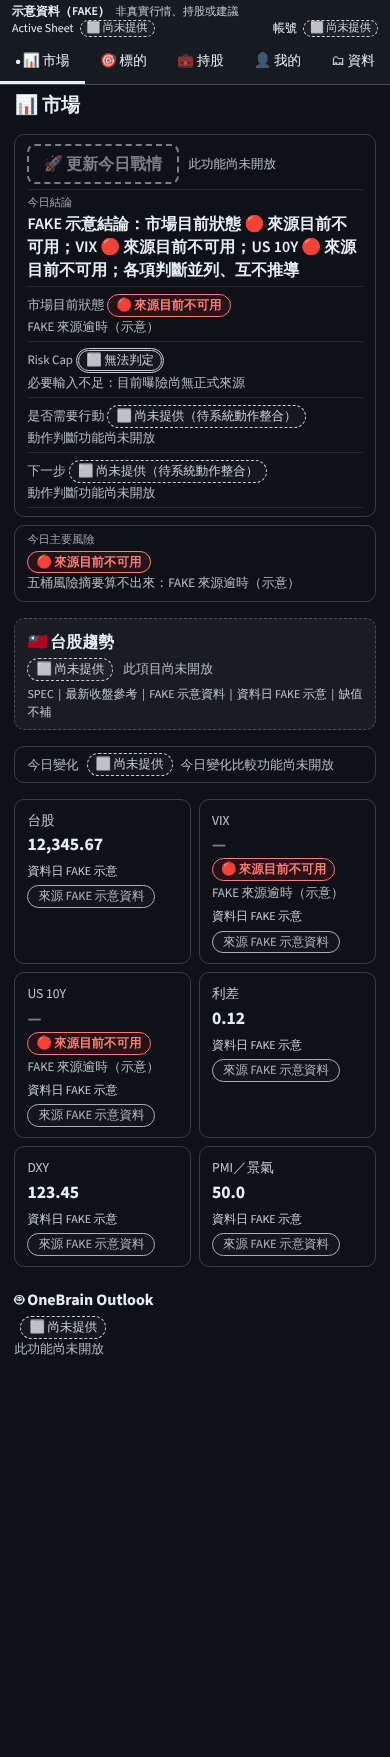 示意資料（FAKE） 非真實行情、持股或建議
Active Sheet ⬜ 尚未提供 帳號 ⬜ 尚未提供
📊 市場 🎯 標的 💼 持股 👤 我的 🗂 資料
📊 市場
🚀 更新今日戰情 此功能尚未開放
今日結論
FAKE 示意結論：市場目前狀態 🔴 來源目前不
可用；VIX 🔴 來源目前不可用；US 10Y 🔴 來源
目前不可用；各項判斷並列、互不推導
市場目前狀態 🔴 來源目前不可用
FAKE 來源逾時（示意）
Risk Cap ⬜ 無法判定
必要輸入不足：目前曝險尚無正式來源
是否需要行動 ⬜ 尚未提供（待系統動作整合）
動作判斷功能尚未開放
下一步 ⬜ 尚未提供（待系統動作整合）
動作判斷功能尚未開放
今日主要風險
🔴 來源目前不可用
五桶風險摘要算不出來：FAKE 來源逾時（示意）
🇹🇼 台股趨勢
⬜ 尚未提供 此項目尚未開放
SPEC｜最新收盤參考｜FAKE 示意資料｜資料日 FAKE 示意｜缺值
不補
今日變化 ⬜ 尚未提供 今日變化比較功能尚未開放
台股
12,345.67
資料日 FAKE 示意
來源 FAKE 示意資料
VIX
—
🔴 來源目前不可用
FAKE 來源逾時（示意）
資料日 FAKE 示意
來源 FAKE 示意資料
US 10Y
—
🔴 來源目前不可用
FAKE 來源逾時（示意）
資料日 FAKE 示意
來源 FAKE 示意資料
利差
0.12
資料日 FAKE 示意
來源 FAKE 示意資料
DXY
123.45
資料日 FAKE 示意
來源 FAKE 示意資料
PMI／景氣
50.0
資料日 FAKE 示意
來源 FAKE 示意資料
OneBrain Outlook
⬜ 尚未提供
此功能尚未開放